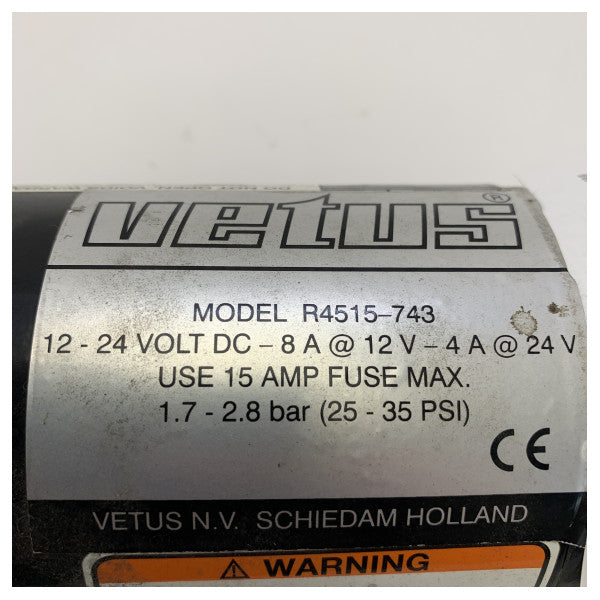 vetus®
MODEL R4515-743
12 - 24 VOLT DC - 8 A @ 12 V - 4 A @ 24 V
USE 15 AMP FUSE MAX.
1.7 - 2.8 bar (25 - 35 PSI)
CE
VETUS N.V. SCHIEDAM HOLLAND
⚠ WARNING